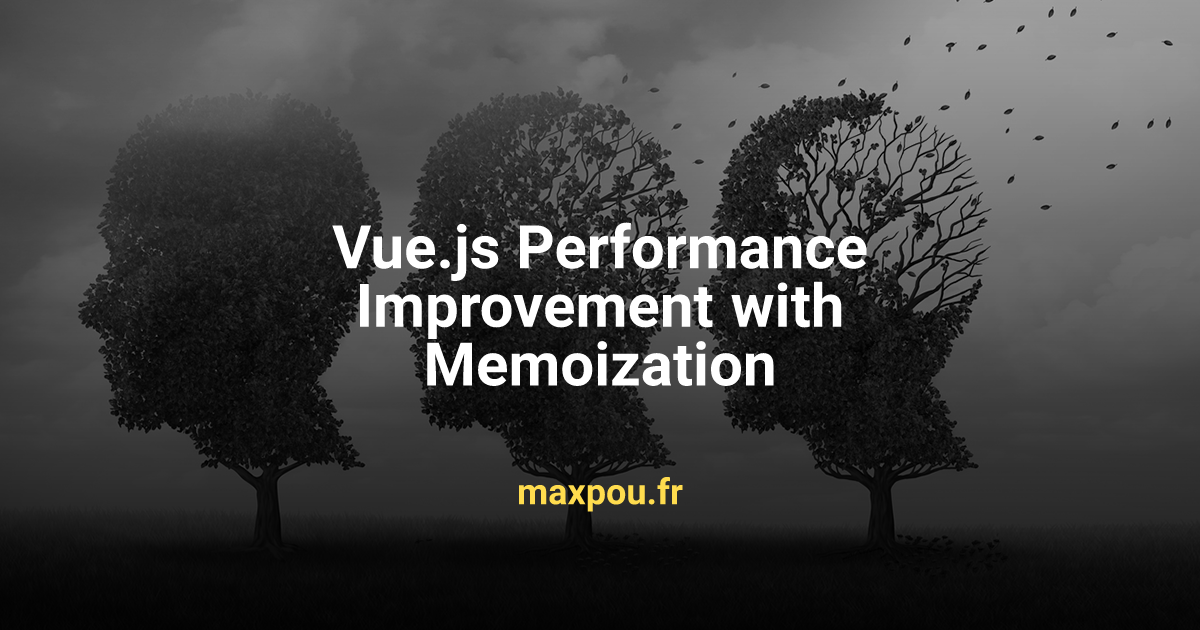 Vue.js Performance
Improvement with
Memoization
maxpou.fr